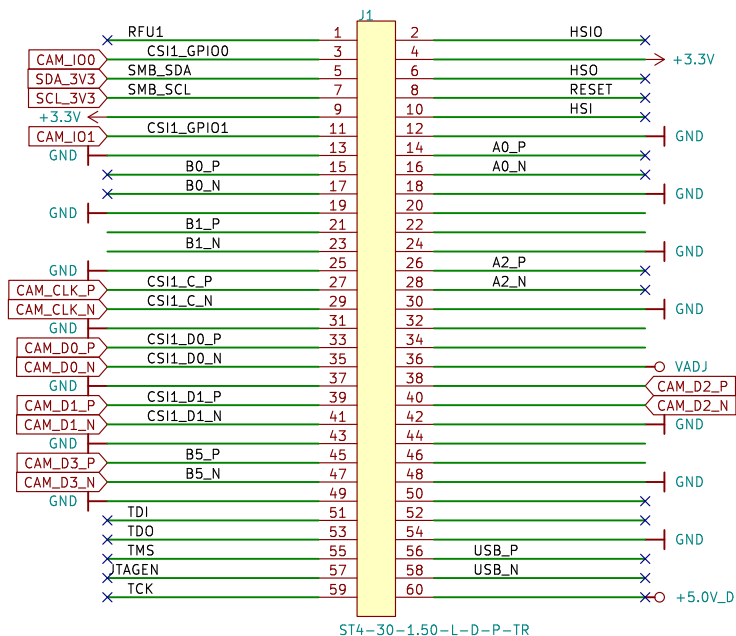 J1
RFU1 1 2 HSIO
CAM_IO0 CSI1_GPIO0 3 4 +3.3V
SDA_3V3 SMB_SDA 5 6 HSO
SCL_3V3 SMB_SCL 7 8 RESET
+3.3V 9 10 HSI
CAM_IO1 CSI1_GPIO1 11 12 GND
GND 13 14 A0_P
B0_P 15 16 A0_N
B0_N 17 18 GND
GND 19 20
B1_P 21 22
B1_N 23 24 GND
GND 25 26 A2_P
CAM_CLK_P CSI1_C_P 27 28 A2_N
CAM_CLK_N CSI1_C_N 29 30 GND
GND 31 32
CAM_D0_P CSI1_D0_P 33 34
CAM_D0_N CSI1_D0_N 35 36 VADJ
GND 37 38 CAM_D2_P
CAM_D1_P CSI1_D1_P 39 40 CAM_D2_N
CAM_D1_N CSI1_D1_N 41 42 GND
GND 43 44
CAM_D3_P B5_P 45 46
CAM_D3_N B5_N 47 48 GND
GND 49 50
TDI 51 52
TDO 53 54 GND
TMS 55 56 USB_P
JTAGEN 57 58 USB_N
TCK 59 60 +5.0V_D
ST4-30-1.50-L-D-P-TR